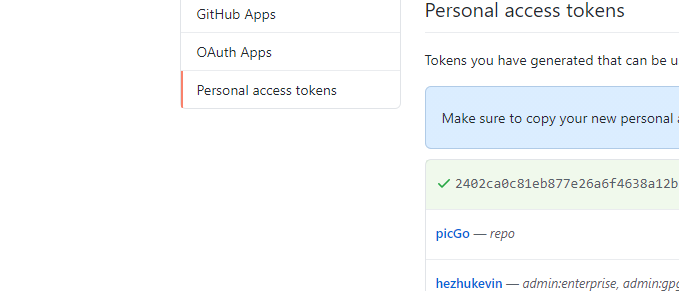 GitHub Apps
OAuth Apps
Personal access tokens
Personal access tokens
Tokens you have generated that can be u
Make sure to copy your new personal a
2402ca0c81eb877e26a6f4638a12b
picGo — repo
hezhukevin — admin:enterprise, admin:gpg